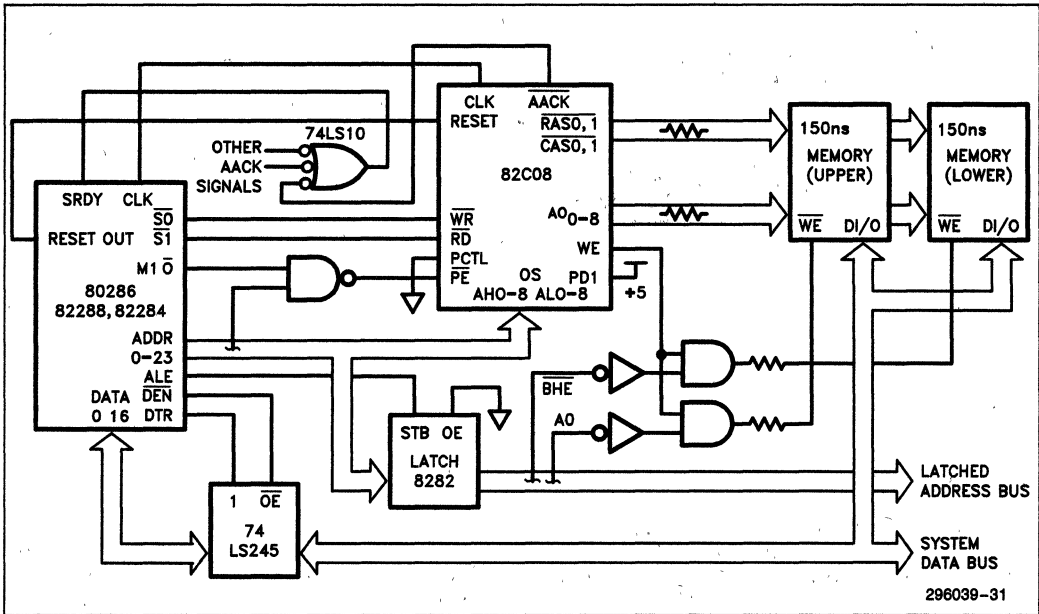 CLK
AACK
RESET
RAS0, 1
CAS0, 1
82C08
150ns
MEMORY
(UPPER)
150ns
MEMORY
(LOWER)
74LS10
OTHER
AACK
SIGNALS
SRDY CLK
S0
S1
RESET OUT
WR
RD
PCTL
PE
AO0-8
WE
OS
PD1
AH0-8 AL0-8
+5
WE DI/O
WE DI/O
M1 O
80286
82288, 82284
ADDR
0-23
ALE
DEN
DATA
0 16 DTR
BHE
A0
STB OE
LATCH
8282
LATCHED
ADDRESS BUS
1 OE
74
LS245
SYSTEM
DATA BUS
296039-31